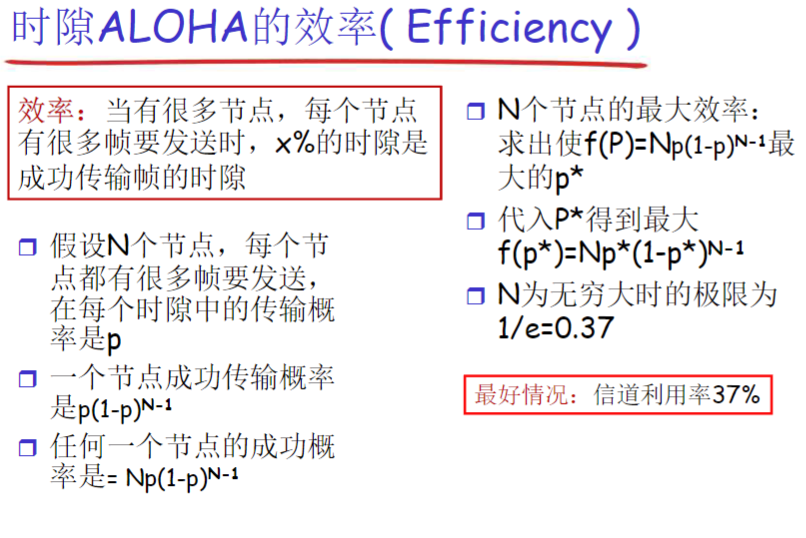 时隙ALOHA的效率( Efficiency )
效率：当有很多节点，每个节点
有很多帧要发送时，x%的时隙是
成功传输帧的时隙
假设N个节点，每个节
点都有很多帧要发送，
在每个时隙中的传输概
率是p
一个节点成功传输概率
是p(1-p)ᴺ⁻¹
任何一个节点的成功概
率是= Np(1-p)ᴺ⁻¹
N个节点的最大效率：
求出使f(P)=Np(1-p)ᴺ⁻¹最
大的p*
代入P*得到最大
f(p*)=Np*(1-p*)ᴺ⁻¹
N为无穷大时的极限为
1/e=0.37
最好情况：信道利用率37%